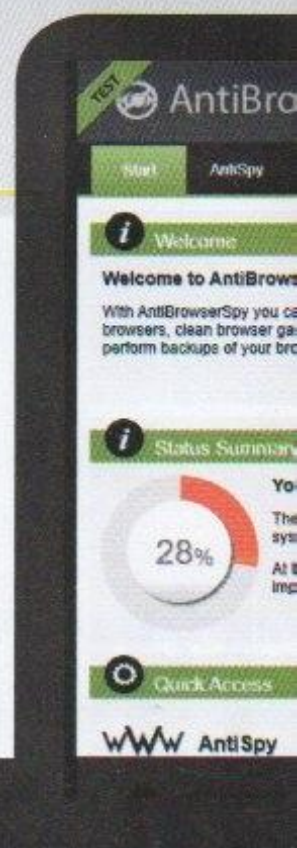 TEST
AntiBro
Start AntiSpy
i Welcome
Welcome to AntiBrows
With AntiBrowserSpy you ca
browsers, clean browser ga
perform backups of your bro
i Status Summary
28%
Yo
The
sys
At t
imp
Quick Access
WWW AntiSpy